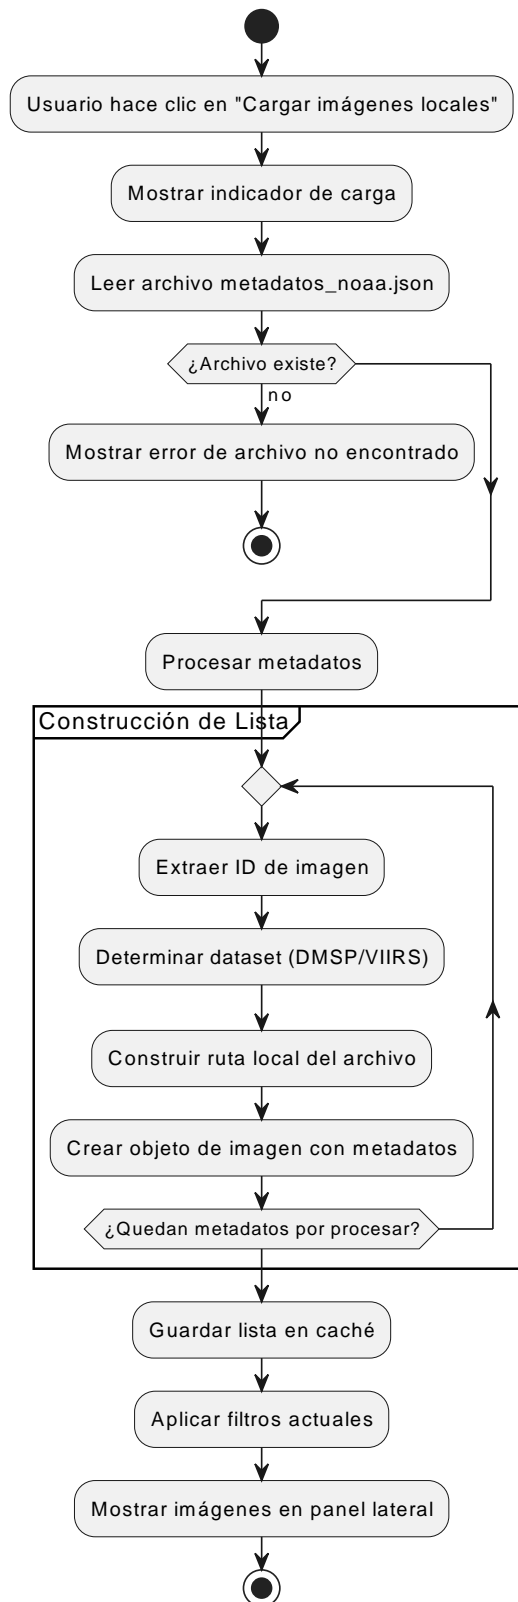 Usuario hace clic en "Cargar imágenes locales"
Mostrar indicador de carga
Leer archivo metadatos_noaa.json
¿Archivo existe?
no
Mostrar error de archivo no encontrado
Procesar metadatos
Construcción de Lista
Extraer ID de imagen
Determinar dataset (DMSP/VIIRS)
Construir ruta local del archivo
Crear objeto de imagen con metadatos
¿Quedan metadatos por procesar?
Guardar lista en caché
Aplicar filtros actuales
Mostrar imágenes en panel lateral